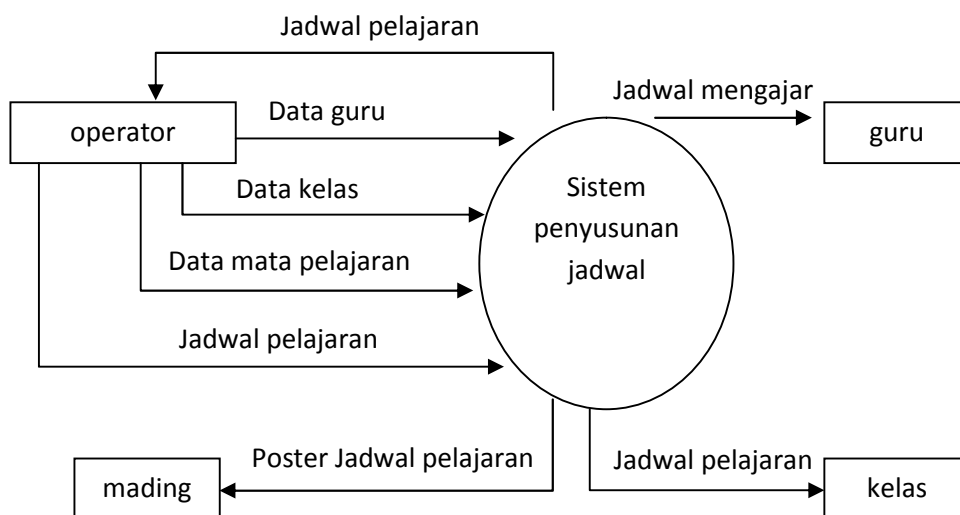 Jadwal pelajaran
operator
Data guru
Jadwal mengajar
guru
Data kelas
Sistem
penyusunan
jadwal
Data mata pelajaran
Jadwal pelajaran
mading
Poster Jadwal pelajaran
Jadwal pelajaran
kelas